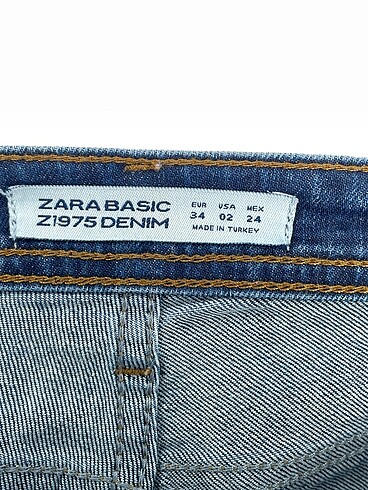 ZARA BASIC
Z1975 DENIM
EUR USA MEX
34 02 24
MADE IN TURKEY